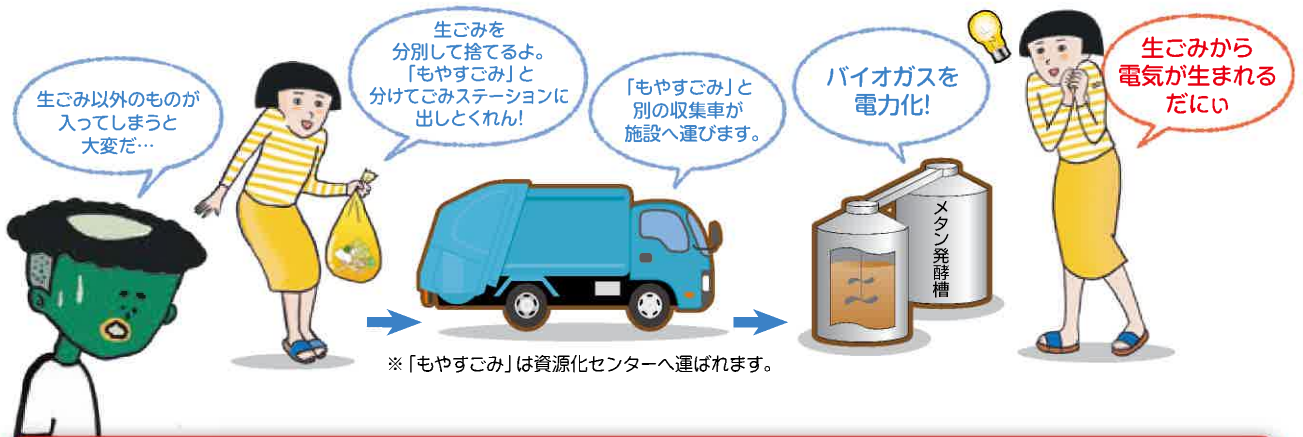 生ごみ以外のものが
入ってしまうと
大変だ…
生ごみを
分別して捨てるよ。
「もやすごみ」と
分けてごみステーションに
出しとくれん!
「もやすごみ」と
別の収集車が
施設へ運びます。
バイオガスを
電力化!
メタン発酵槽
生ごみから
電気が生まれる
だにぃ
※「もやすごみ」は資源化センターへ運ばれます。